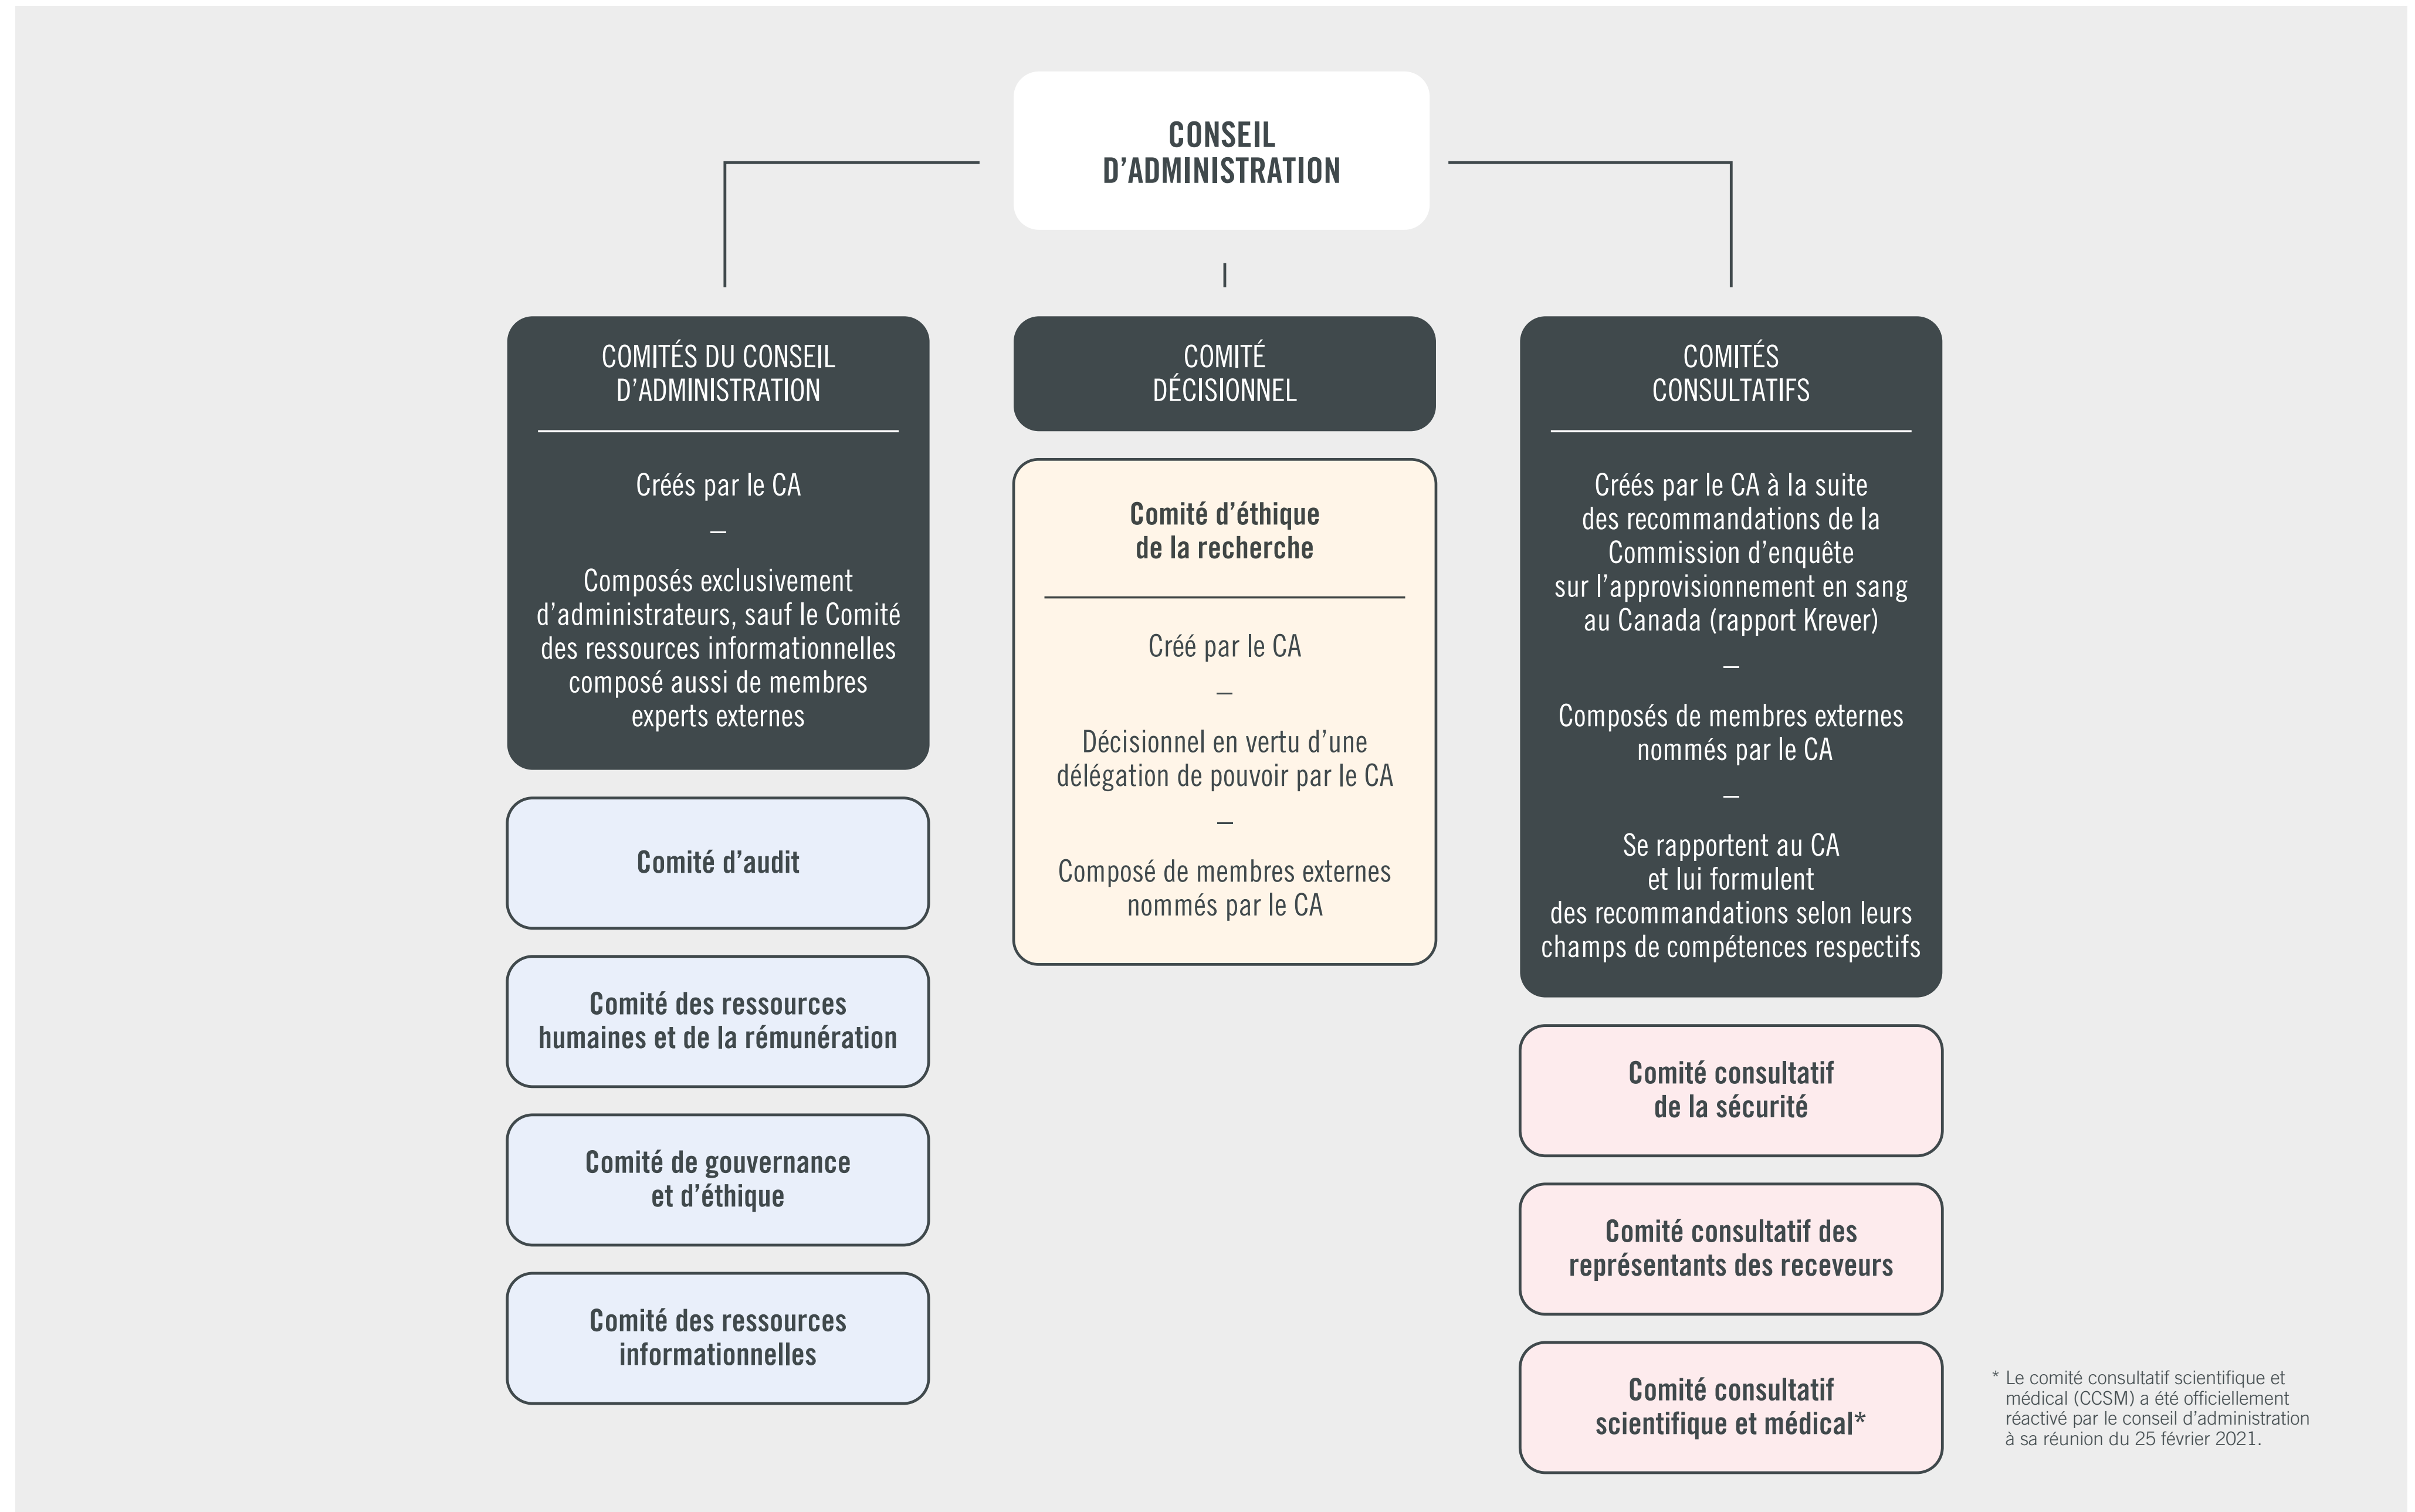 CONSEIL
D’ADMINISTRATION
COMITÉS DU CONSEIL
D’ADMINISTRATION
Créés par le CA
–
Composés exclusivement
d’administrateurs, sauf le Comité
des ressources informationnelles
composé aussi de membres
experts externes
Comité d’audit
Comité des ressources
humaines et de la rémunération
Comité de gouvernance
et d’éthique
Comité des ressources
informationnelles
COMITÉ
DÉCISIONNEL
Comité d’éthique
de la recherche
Créé par le CA
–
Décisionnel en vertu d’une
délégation de pouvoir par le CA
–
Composé de membres externes
nommés par le CA
COMITÉS
CONSULTATIFS
Créés par le CA à la suite
des recommandations de la
Commission d’enquête
sur l’approvisionnement en sang
au Canada (rapport Krever)
–
Composés de membres externes
nommés par le CA
–
Se rapportent au CA
et lui formulent
des recommandations selon leurs
champs de compétences respectifs
Comité consultatif
de la sécurité
Comité consultatif des
représentants des receveurs
Comité consultatif
scientifique et médical*
* Le comité consultatif scientifique et
médical (CCSM) a été officiellement
réactivé par le conseil d’administration
à sa réunion du 25 février 2021.